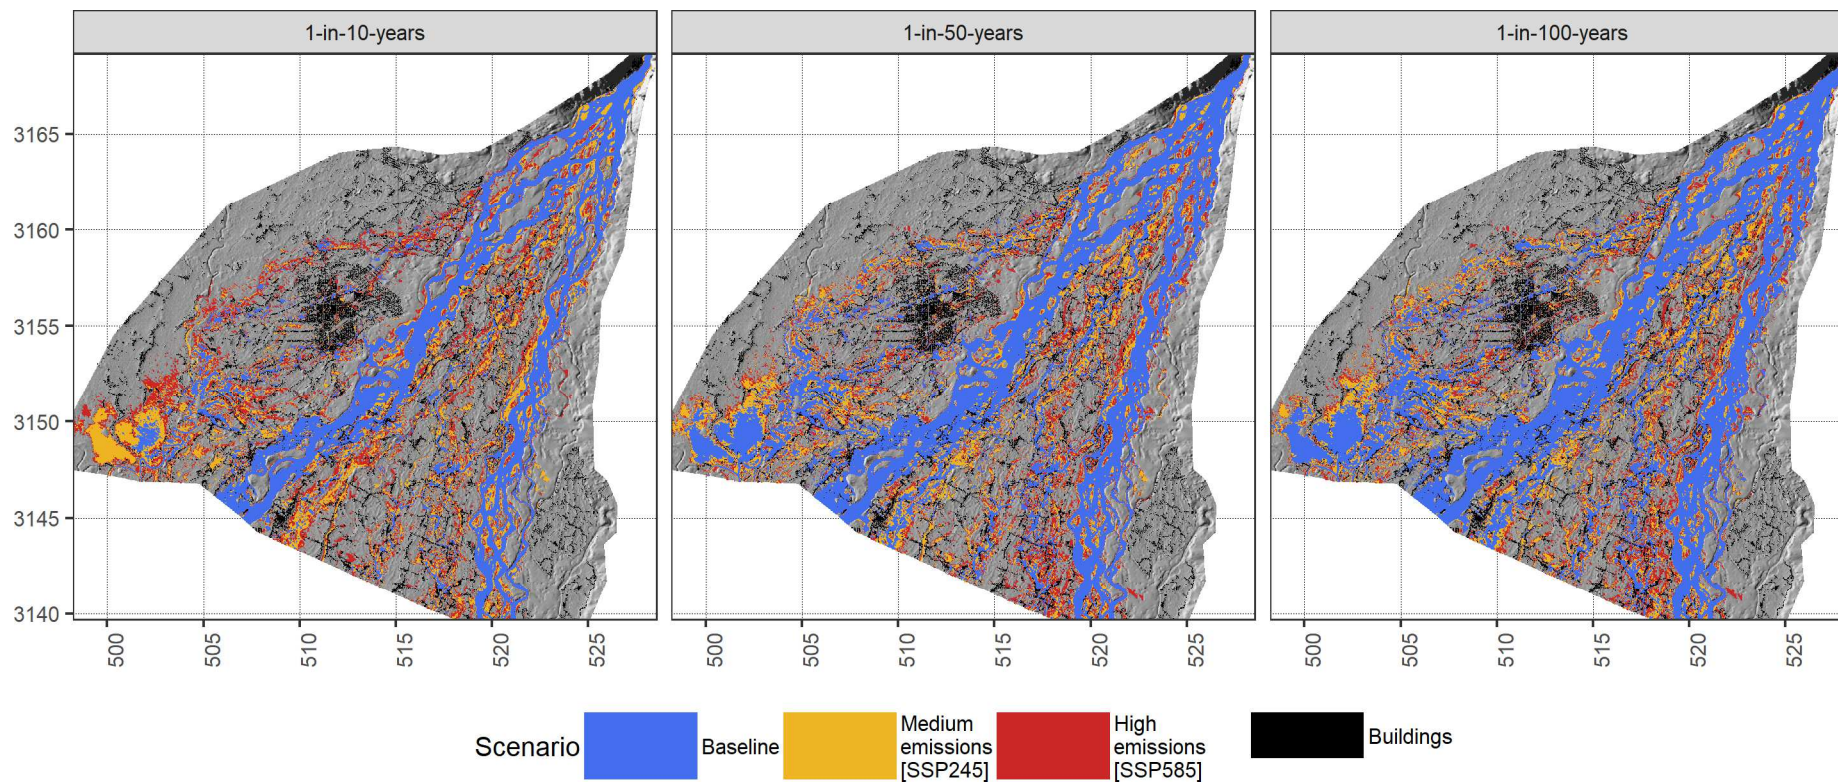 1-in-10-years
1-in-50-years
1-in-100-years
3165
3160
3155
3150
3145
3140
500
505
510
515
520
525
500
505
510
515
520
525
500
505
510
515
520
525
Scenario
Baseline
Medium
emissions
[SSP245]
High
emissions
[SSP585]
Buildings